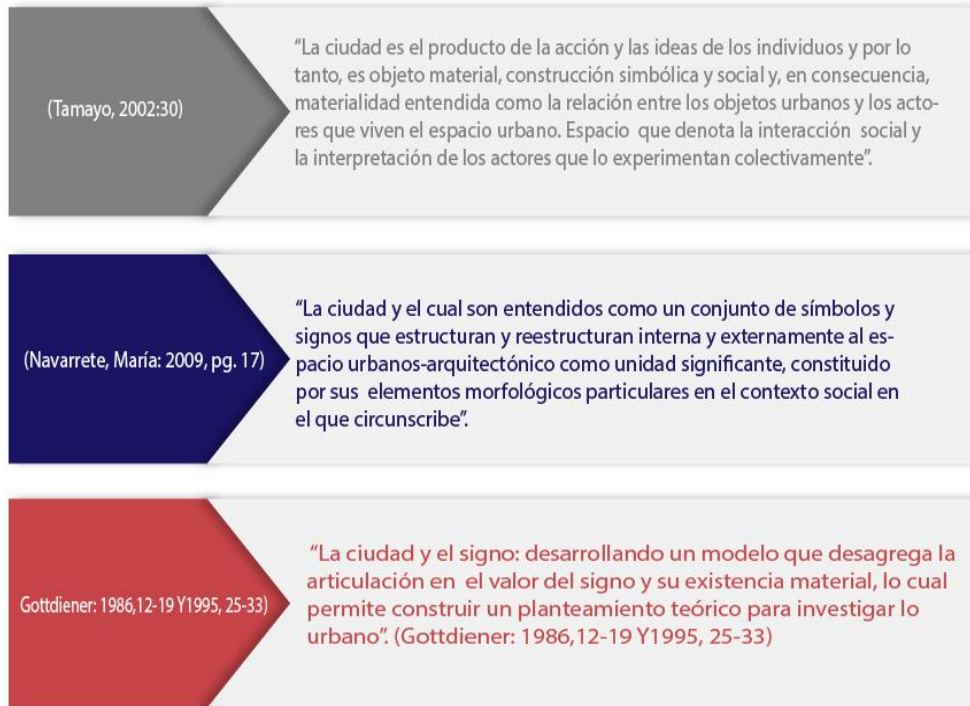 (Tamayo, 2002:30)
“La ciudad es el producto de la acción y las ideas de los individuos y por lo
tanto, es objeto material, construcción simbólica y social y, en consecuencia,
materialidad entendida como la relación entre los objetos urbanos y los acto-
res que viven el espacio urbano. Espacio que denota la interacción social y
la interpretación de los actores que lo experimentan colectivamente”.
(Navarrete, María: 2009, pg. 17)
“La ciudad y el cual son entendidos como un conjunto de símbolos y
signos que estructuran y reestructuran interna y externamente al es-
pacio urbanos-arquitectónico como unidad significante, constituido
por sus elementos morfológicos particulares en el contexto social en
el que circunscribe”.
Gottdiener: 1986,12-19 Y1995, 25-33)
“La ciudad y el signo: desarrollando un modelo que desagrega la
articulación en el valor del signo y su existencia material, lo cual
permite construir un planteamiento teórico para investigar lo
urbano”. (Gottdiener: 1986,12-19 Y1995, 25-33)